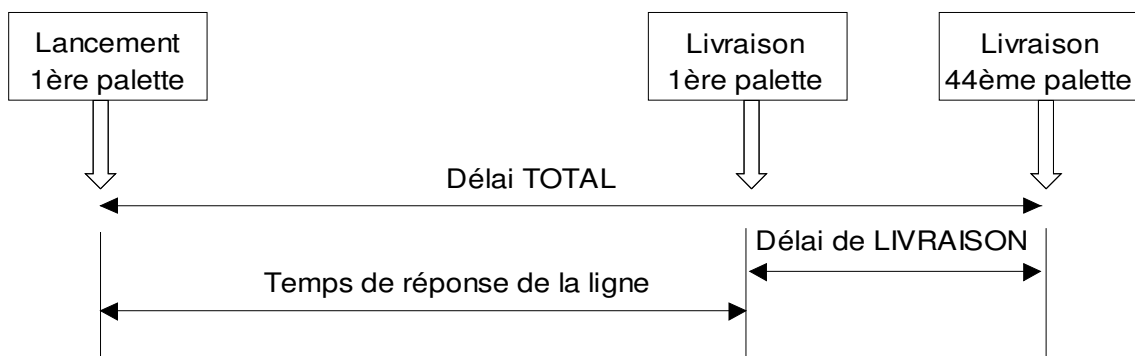 Lancement
1ère palette
Livraison
1ère palette
Livraison
44ème palette
Délai TOTAL
Délai de LIVRAISON
Temps de réponse de la ligne